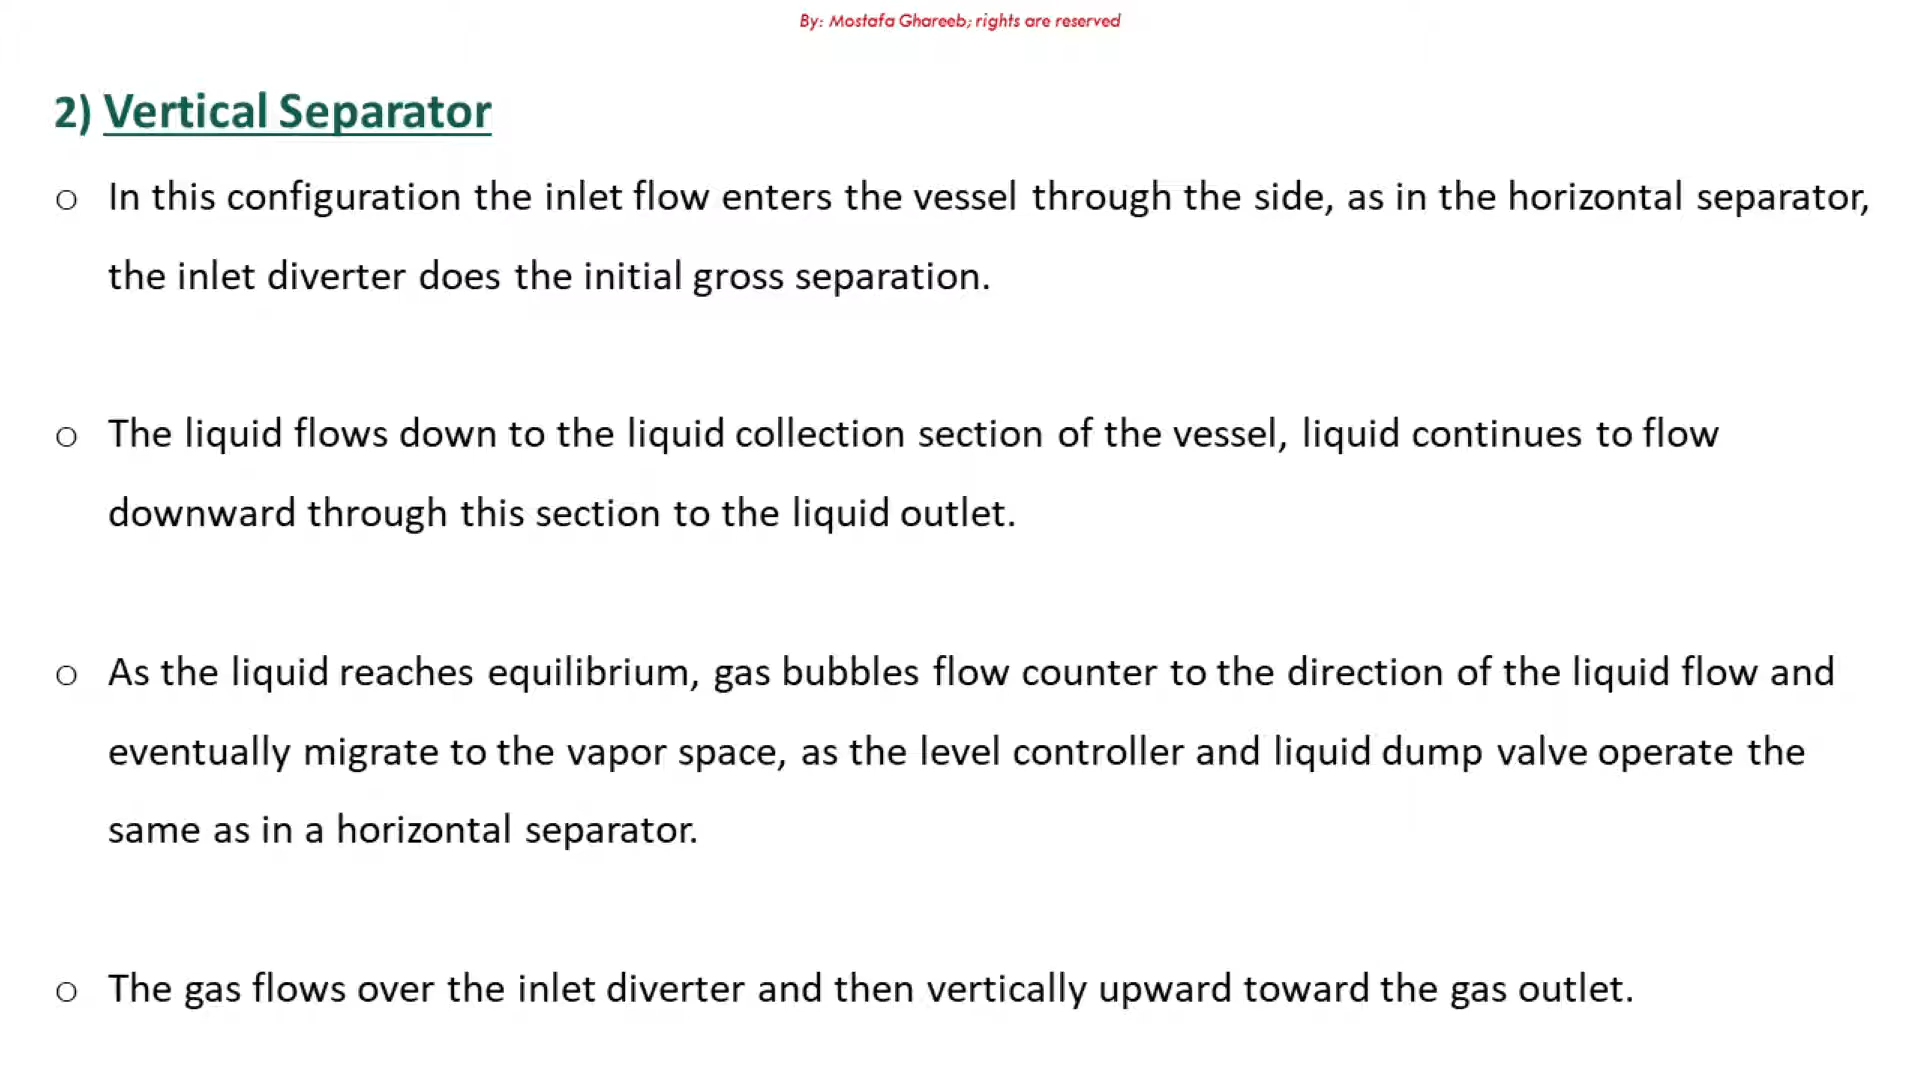 By: Mostafa Ghareeb; rights are reserved
2) Vertical Separator
o In this configuration the inlet flow enters the vessel through the side, as in the horizontal separator,
the inlet diverter does the initial gross separation.
o The liquid flows down to the liquid collection section of the vessel, liquid continues to flow
downward through this section to the liquid outlet.
o As the liquid reaches equilibrium, gas bubbles flow counter to the direction of the liquid flow and
eventually migrate to the vapor space, as the level controller and liquid dump valve operate the
same as in a horizontal separator.
o The gas flows over the inlet diverter and then vertically upward toward the gas outlet.